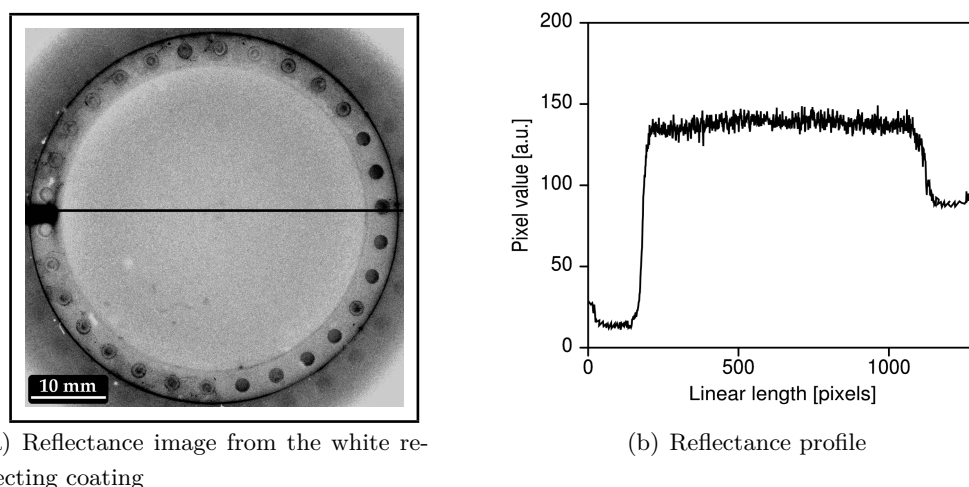 10 mm
) Reflectance image from the white re-
ecting coating
200
150
100
50
0
0
500
1000
Pixel value [a.u.]
Linear length [pixels]
(b) Reflectance profile